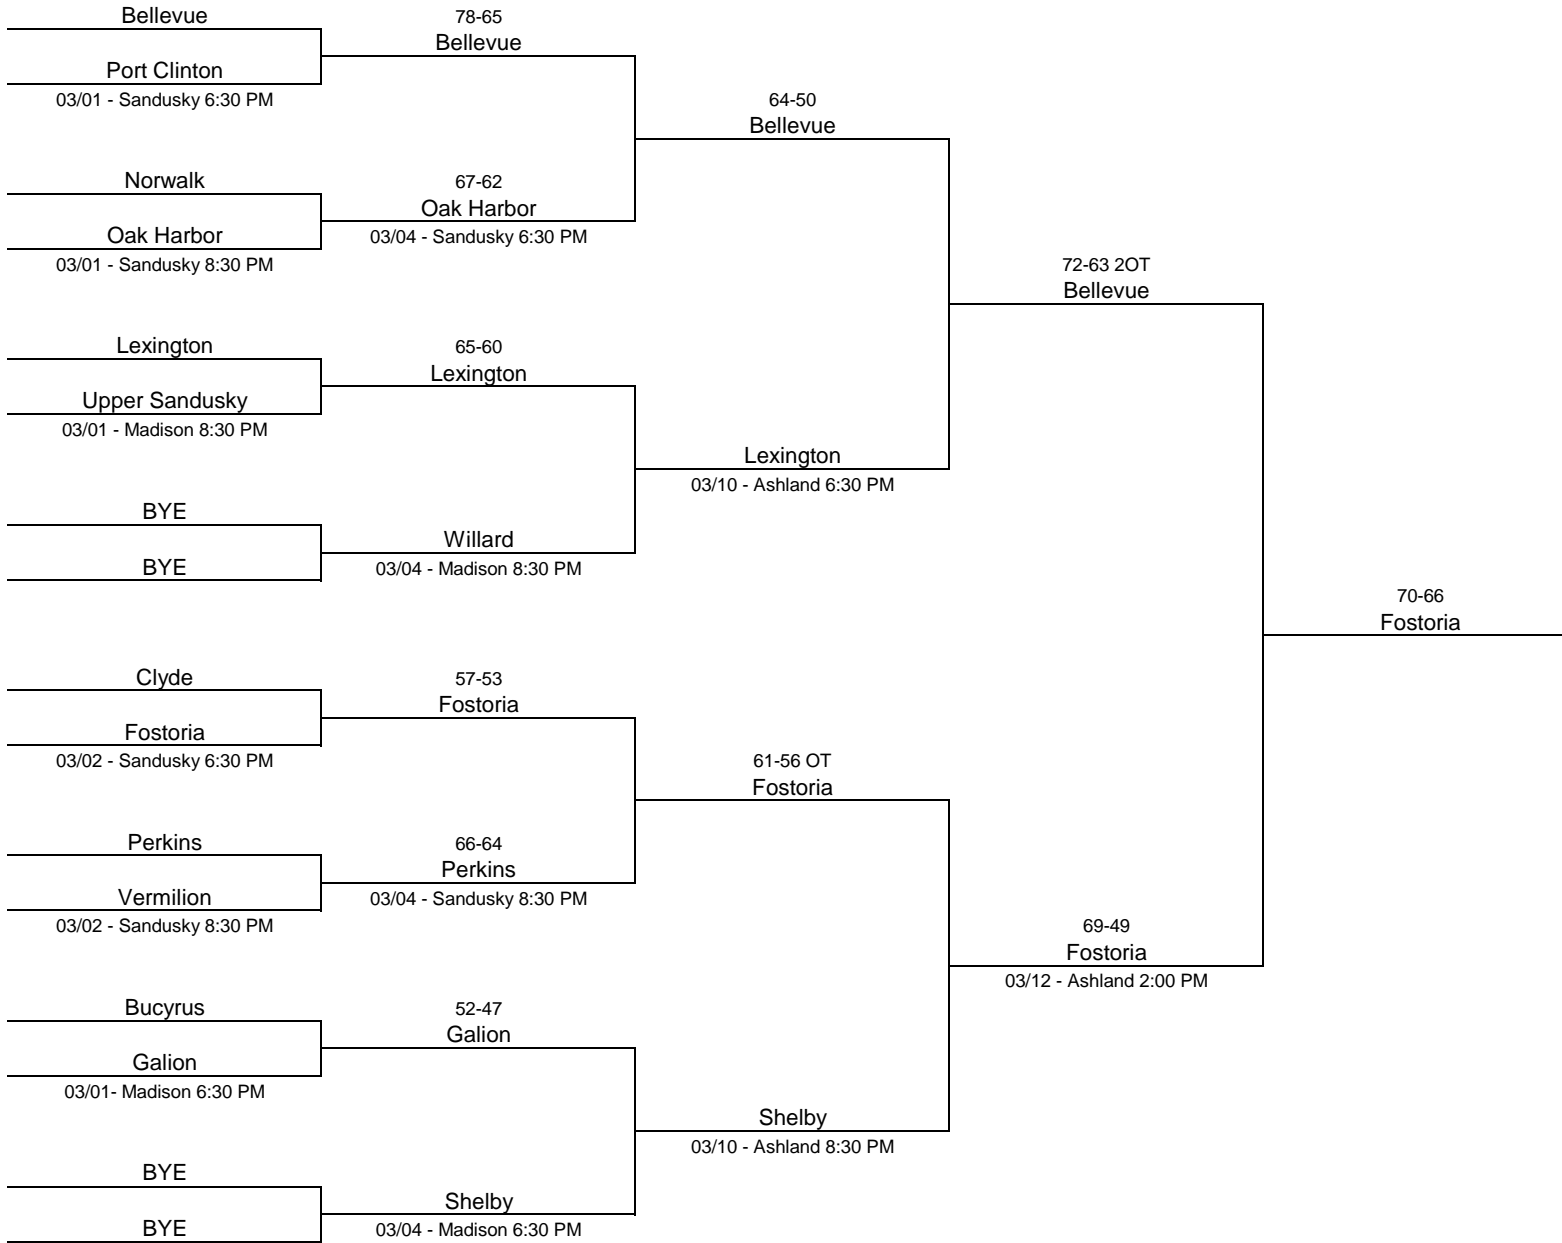 Bellevue
Port Clinton
03/01 - Sandusky 6:30 PM
Norwalk
Oak Harbor
03/01 - Sandusky 8:30 PM
Lexington
Upper Sandusky
03/01 - Madison 8:30 PM
BYE
BYE
Clyde
Fostoria
03/02 - Sandusky 6:30 PM
Perkins
Vermilion
03/02 - Sandusky 8:30 PM
Bucyrus
Galion
03/01- Madison 6:30 PM
BYE
BYE
78-65
Bellevue
67-62
Oak Harbor
03/04 - Sandusky 6:30 PM
65-60
Lexington
Willard
03/04 - Madison 8:30 PM
57-53
Fostoria
66-64
Perkins
03/04 - Sandusky 8:30 PM
52-47
Galion
Shelby
03/04 - Madison 6:30 PM
64-50
Bellevue
Lexington
03/10 - Ashland 6:30 PM
61-56 OT
Fostoria
Shelby
03/10 - Ashland 8:30 PM
72-63 2OT
Bellevue
69-49
Fostoria
03/12 - Ashland 2:00 PM
70-66
Fostoria